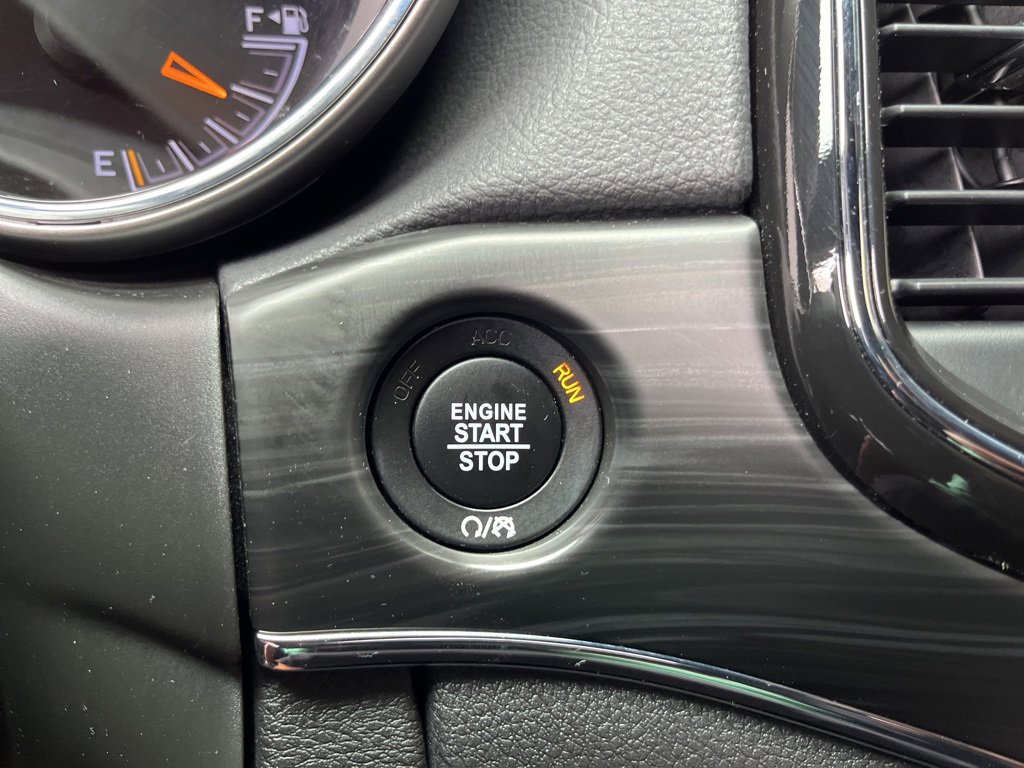 F
E
OFF
ACC
RUN
ENGINE
START
STOP